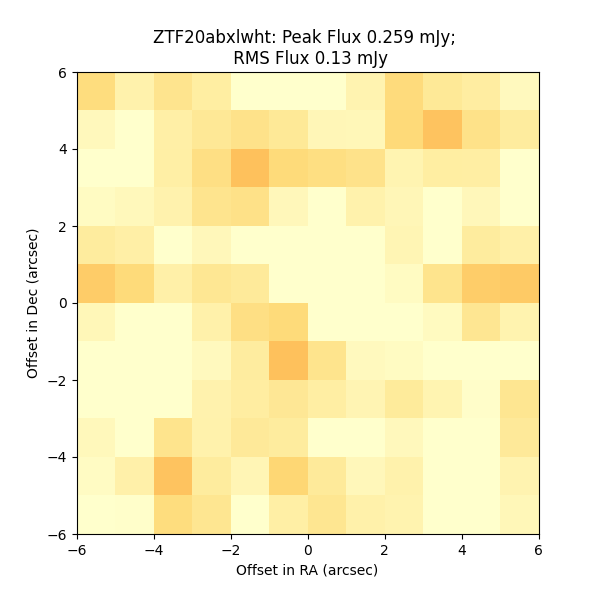 ZTF20abxlwht: Peak Flux 0.259 mJy;
RMS Flux 0.13 mJy
6
4
2
0
−2
−4
−6
Offset in Dec (arcsec)
−6 −4 −2 0 2 4 6
Offset in RA (arcsec)